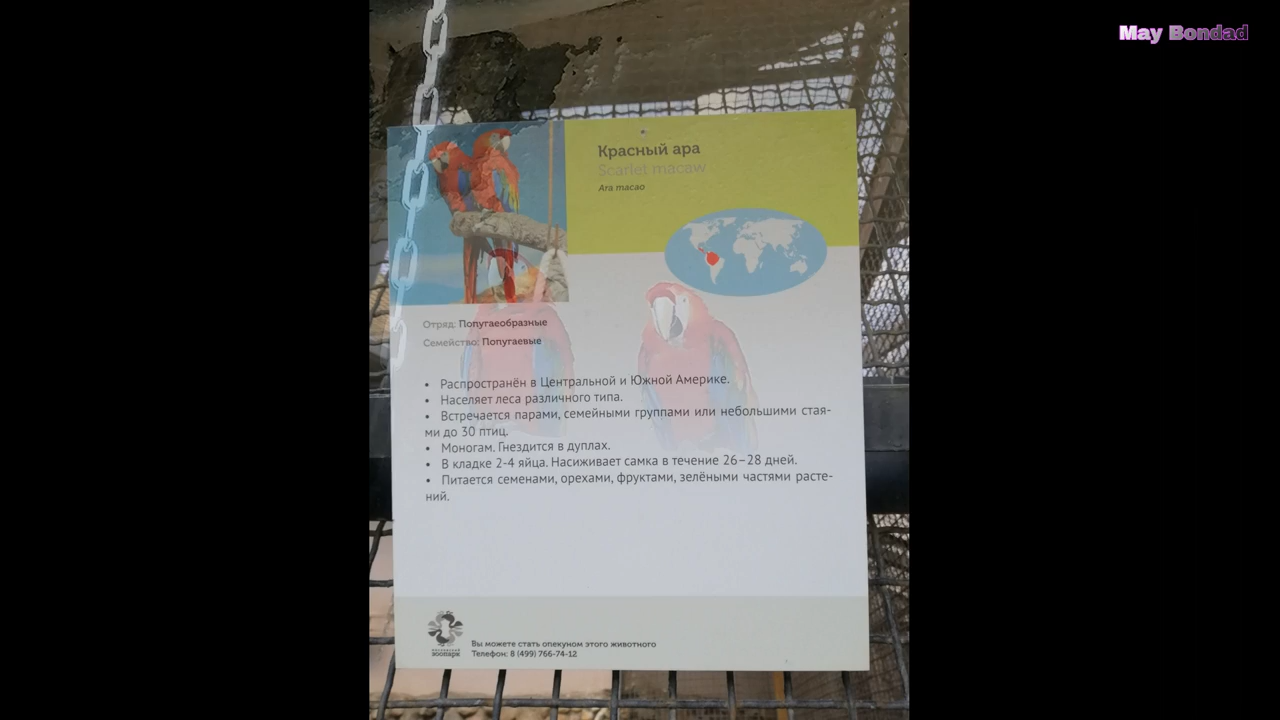 May Bondad
Красный ара
Scarlet macaw
Ara macao
Отряд: Попугаеобразные
Семейство: Попугаевые
• Распространён в Центральной и Южной Америке.
• Населяет леса различного типа.
• Встречается парами, семейными группами или небольшими стая-
ми до 30 птиц.
• Моногам. Гнездится в дуплах.
• В кладке 2-4 яйца. Насиживает самка в течение 26–28 дней.
• Питается семенами, орехами, фруктами, зелёными частями расте-
ний.
Вы можете стать опекуном этого животного
Телефон: 8 (499) 766-74-12
московский
зоопарк